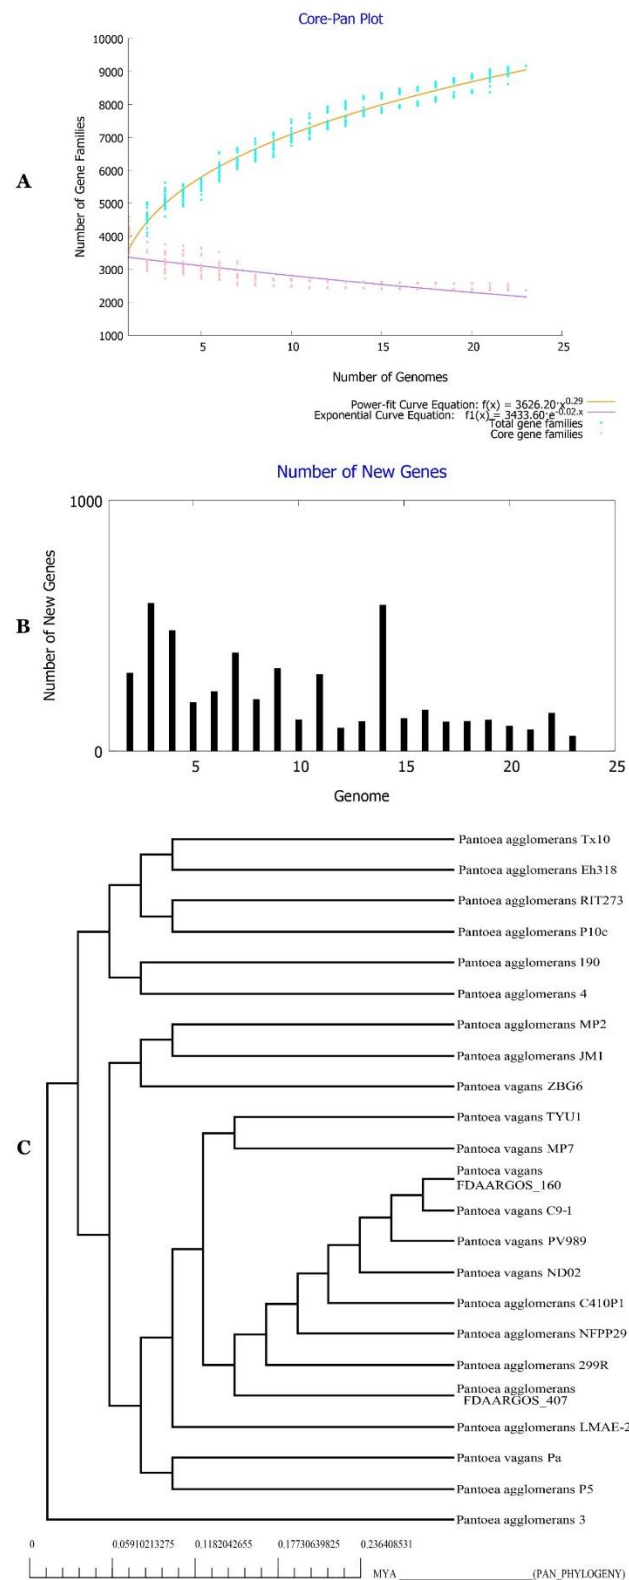 Core-Pan Plot
A
Number of Gene Families
10000
9000
8000
7000
6000
5000
4000
3000
2000
1000
5
10
15
20
25
Number of Genomes
Power-fit Curve Equation: f(x) = 3626.20·x^0.29
Exponential Curve Equation: f1(x) = 3433.60·e^-0.02.x
Total gene families
Core gene families
Number of New Genes
B
Number of New Genes
1000
0
5
10
15
20
25
Genome
C
Pantoea agglomerans Tx10
Pantoea agglomerans Eh318
Pantoea agglomerans RIT273
Pantoea agglomerans P10c
Pantoea agglomerans 190
Pantoea agglomerans 4
Pantoea agglomerans MP2
Pantoea agglomerans JM1
Pantoea vagans ZBG6
Pantoea vagans TYU1
Pantoea vagans MP7
Pantoea vagans
FDAARGOS_160
Pantoea vagans C9-1
Pantoea vagans PV989
Pantoea vagans ND02
Pantoea agglomerans C410P1
Pantoea agglomerans NFPP29
Pantoea agglomerans 299R
Pantoea agglomerans
FDAARGOS_407
Pantoea agglomerans LMAE-2
Pantoea vagans Pa
Pantoea agglomerans P5
Pantoea agglomerans 3
0 0.05910213275 0.1182042655 0.17730639825 0.236408531
MYA (PAN_PHYLOGENY)